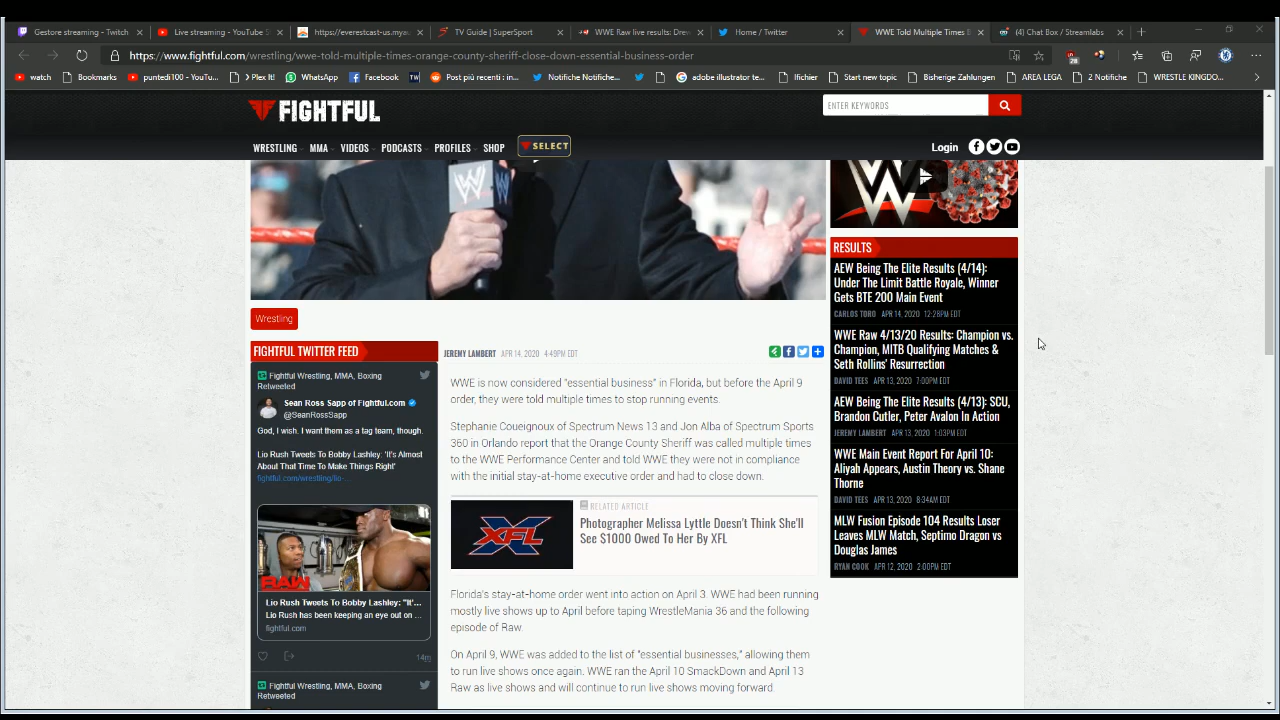 Gestore streaming - Twitch
Live streaming - YouTube S
https://everestcast-us.mya
TV Guide | SuperSport
WWE Raw live results: Drew
Home / Twitter
WWE Told Multiple Times S
(4) Chat Box / Streamlabs
https://www.fightful.com/wrestling/wwe-told-multiple-times-orange-county-sheriff-close-down-essential-business-order
28
watch
Bookmarks
puntedi100 - YouTu...
> Plex It!
WhatsApp
Facebook
Post più recenti : i...
Notifiche Notifiche...
adobe illustrator te...
Ifichier
Start new topic
Bisherige Zahlungen
AREA LEGA
2 Notifiche
WRESTLE KINGDO...
FIGHTFUL
ENTER KEYWORDS
WRESTLING
MMA
VIDEOS
PODCASTS
PROFILES
SHOP
SELECT
Login
Wrestling
FIGHTFUL TWITTER FEED
Fightful Wrestling, MMA, Boxing
Retweeted
Sean Ross Sapp of Fightful.com
@SeanRossSapp
God, I wish. I want them as a tag team, though.
Lio Rush Tweets To Bobby Lashley: 'It's Almost
About That Time To Make Things Right'
fightful.com/wrestling/lio-...
RAW
Lio Rush Tweets To Bobby Lashley: "It'...
Lio Rush has been keeping an eye out on ...
fightful.com
14m
Fightful Wrestling, MMA, Boxing
Retweeted
JEREMY LAMBERT APR 14, 2020 4:49PM EDT
WWE is now considered "essential business" in Florida, but before the April 9
order, they were told multiple times to stop running events.
Stephanie Coueignoux of Spectrum News 13 and Jon Alba of Spectrum Sports
360 in Orlando report that the Orange County Sheriff was called multiple times
to the WWE Performance Center and told WWE they were not in compliance
with the initial stay-at-home executive order and had to close down.
XFL
RELATED ARTICLE
Photographer Melissa Lyttle Doesn't Think She'll
See $1000 Owed To Her By XFL
Florida's stay-at-home order went into action on April 3. WWE had been running
mostly live shows up to April before taping WrestleMania 36 and the following
episode of Raw.
On April 9, WWE was added to the list of "essential businesses," allowing them
to run live shows once again. WWE ran the April 10 SmackDown and April 13
Raw as live shows and will continue to run live shows moving forward.
RESULTS
AEW Being The Elite Results (4/14):
Under The Limit Battle Royale, Winner
Gets BTE 200 Main Event
CARLOS TORO APR 14, 2020 12:28PM EDT
WWE Raw 4/13/20 Results: Champion vs.
Champion, MITB Qualifying Matches &
Seth Rollins' Resurrection
DAVID TEES APR 13, 2020 7:00PM EDT
AEW Being The Elite Results (4/13): SCU,
Brandon Cutler, Peter Avalon In Action
JEREMY LAMBERT APR 13, 2020 1:03PM EDT
WWE Main Event Report For April 10:
Aliyah Appears, Austin Theory vs. Shane
Thorne
DAVID TEES APR 13, 2020 8:34AM EDT
MLW Fusion Episode 104 Results Loser
Leaves MLW Match, Septimo Dragon vs
Douglas James
RYAN COOK APR 12, 2020 2:00PM EDT